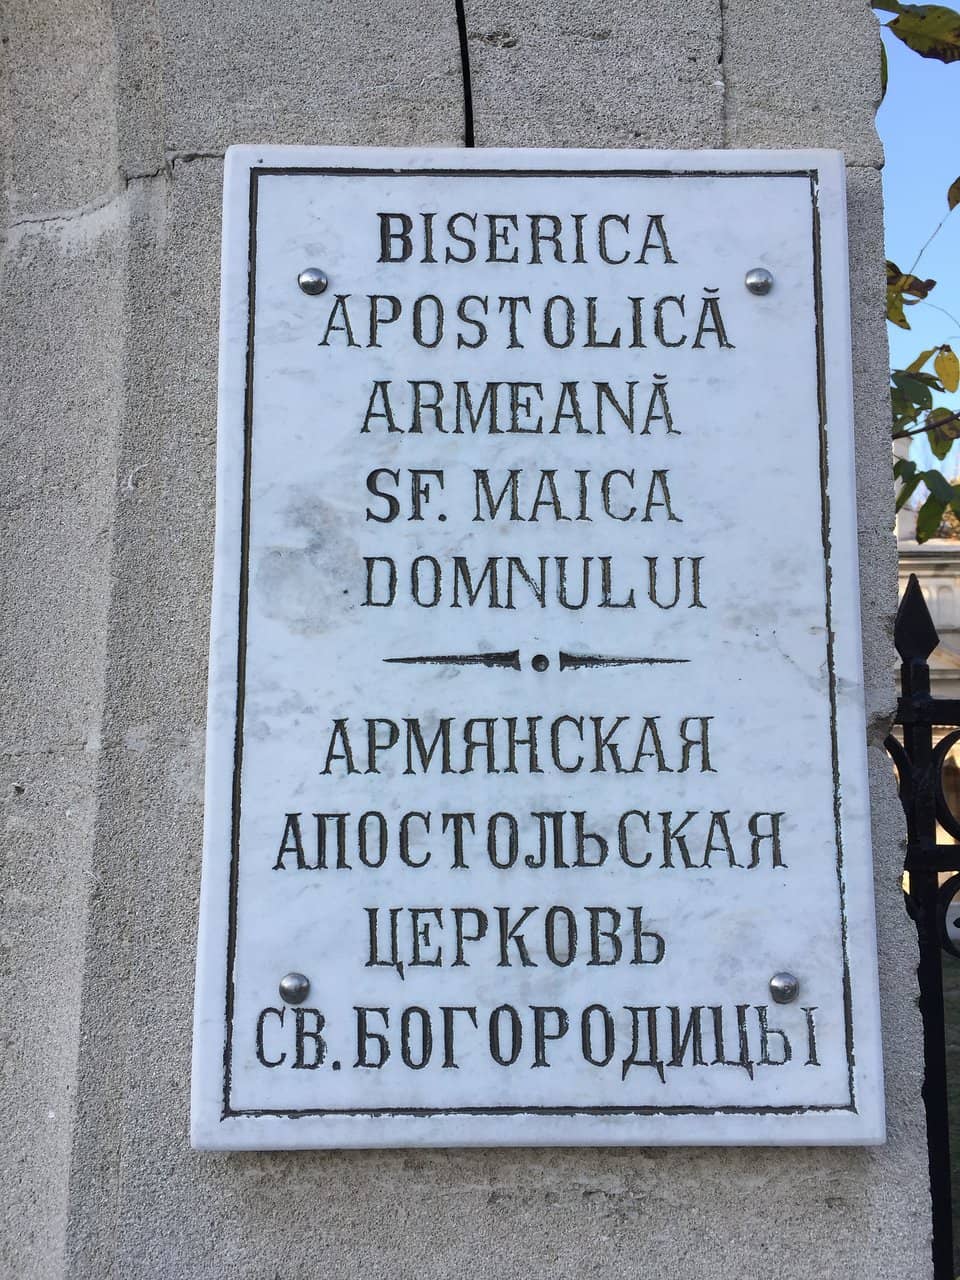 BISERICA
APOSTOLICĂ
ARMEANĂ
SF. MAICA
DOMNULUI
АРМЯНСКАЯ
АПОСТОЛЬСКАЯ
ЦЕРКОВЬ
СВ. БОГОРОДИЦЫ